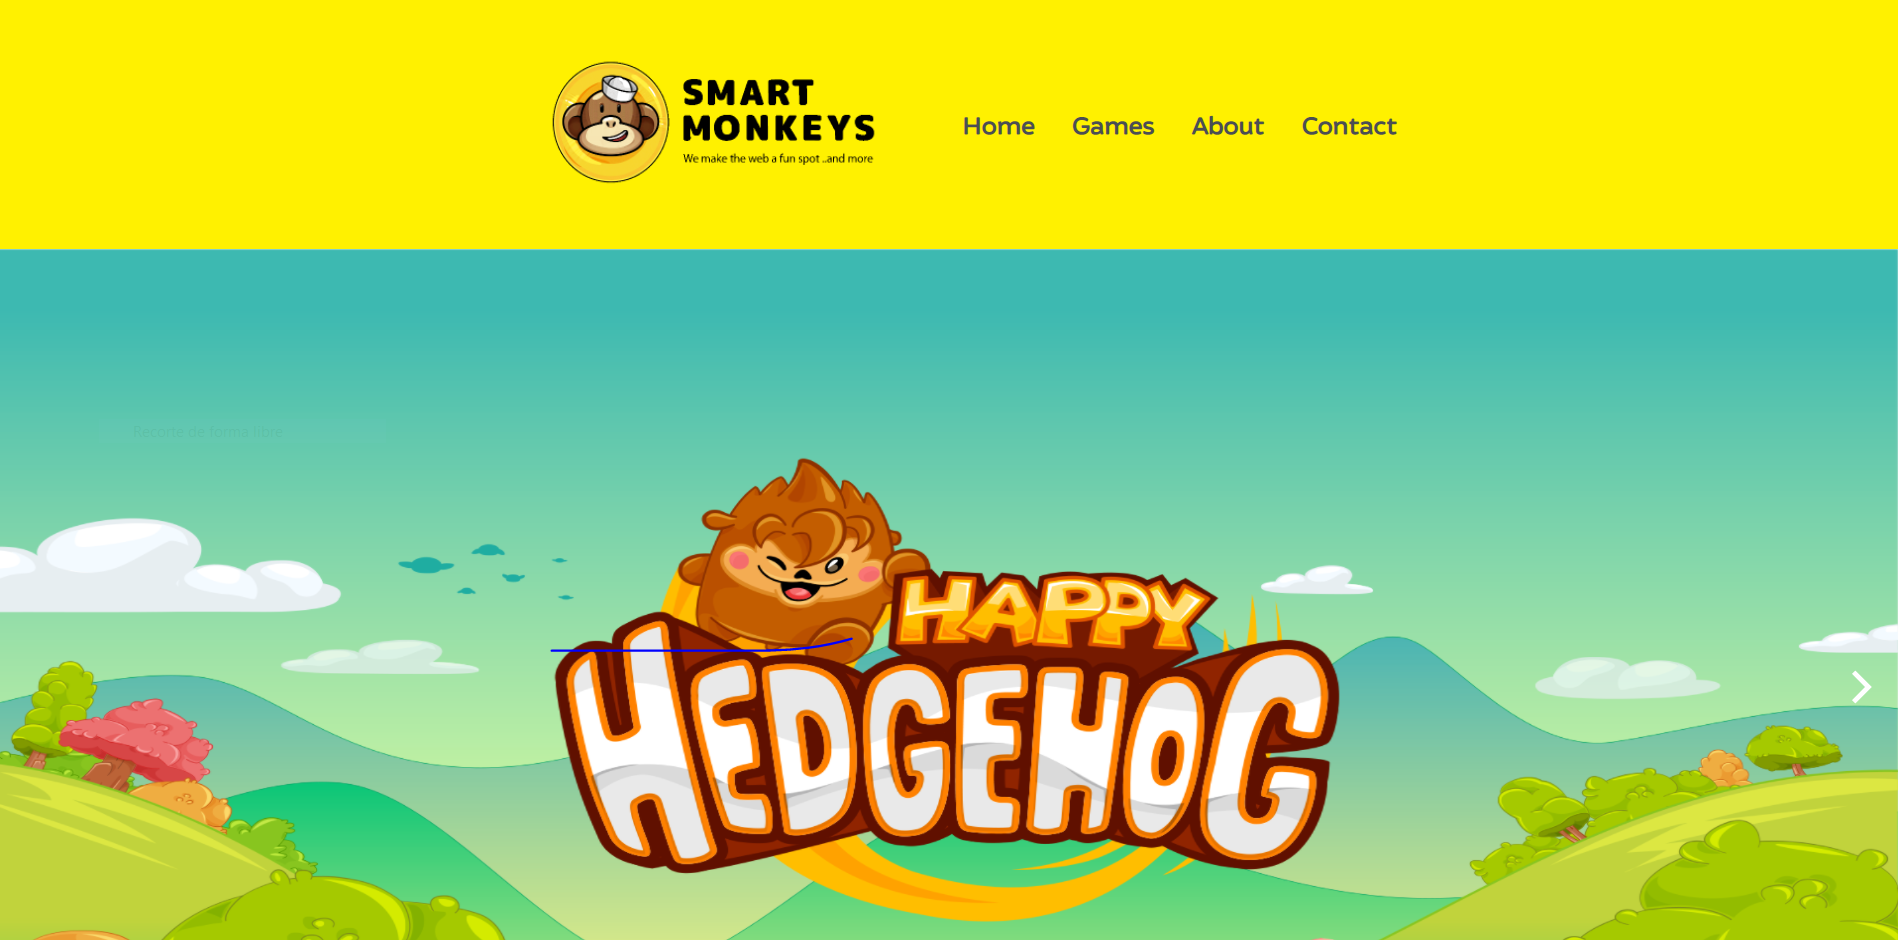 SMART
MONKEYS
We make the web a fun spot ..and more
Home Games About Contact
Recorte de forma libre
HAPPY
HEDGEHOG